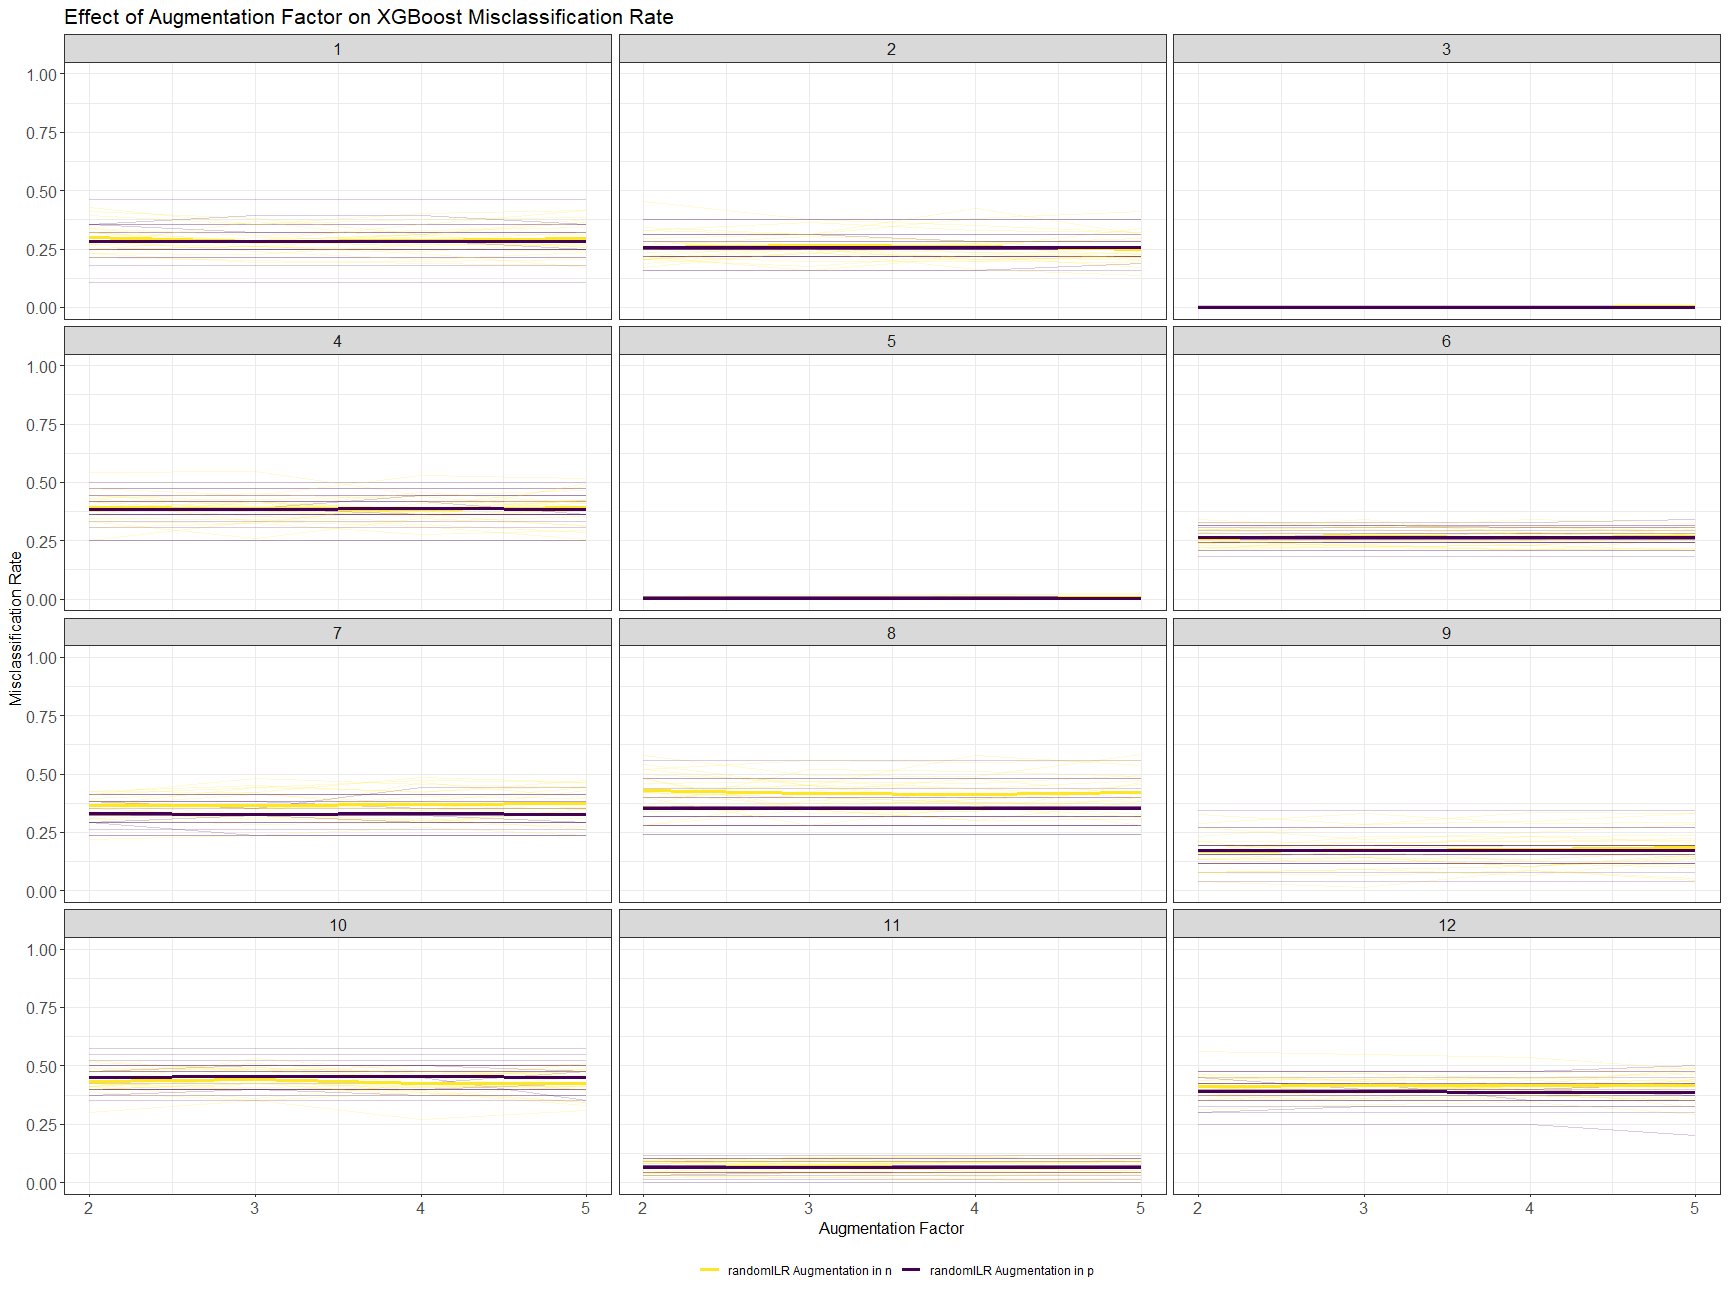 Effect of Augmentation Factor on XGBoost Misclassification Rate
1 2 3
1.00
0.75
0.50
0.25
0.00
4 5 6
1.00
0.75
0.50
0.25
0.00
Misclassification Rate
7 8 9
1.00
0.75
0.50
0.25
0.00
10 11 12
1.00
0.75
0.50
0.25
0.00
2 3 4 5 2 3 4 5 2 3 4 5
Augmentation Factor
randomILR Augmentation in n randomILR Augmentation in p